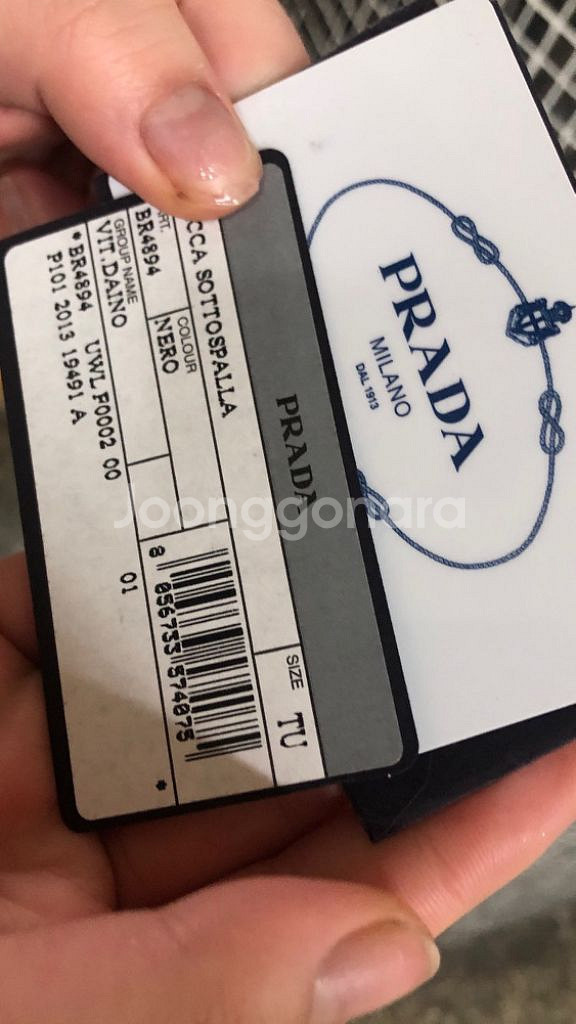 PRADA
MILANO
DAL 1913
PRADA
CCA SOTTOSPALLA
SIZE
TU
ART.
BR4894
COLOUR
NERO
8 056733 574075
GROUP NAME
VIT.DAINO
*BR4894 UWL F0002 00
01
P101 2013 19491 A
*
Joonggonara